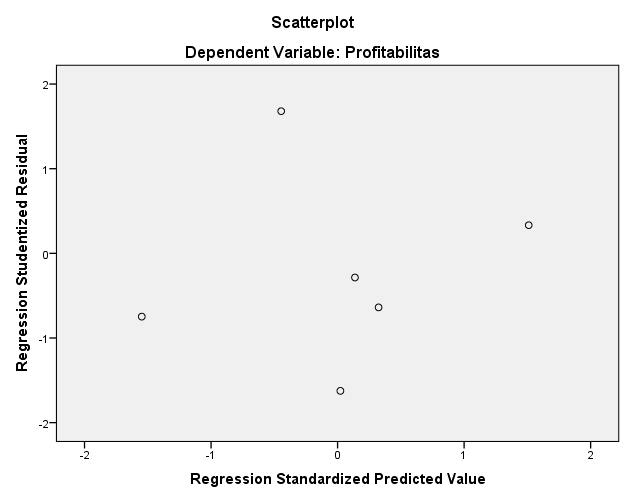 Scatterplot
Dependent Variable: Profitabilitas
Regression Studentized Residual
2
1
0
-1
-2
-2
-1
0
1
2
Regression Standardized Predicted Value